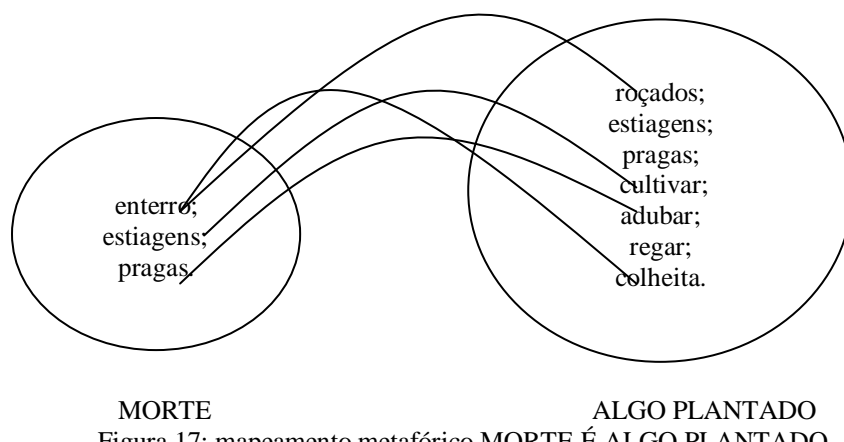 enterro;
estiagens;
pragas.
roçados;
estiagens;
pragas;
cultivar;
adubar;
regar;
colheita.
MORTE
ALGO PLANTADO
Figura 17: mapeamento metafórico MORTE É ALGO PLANTADO